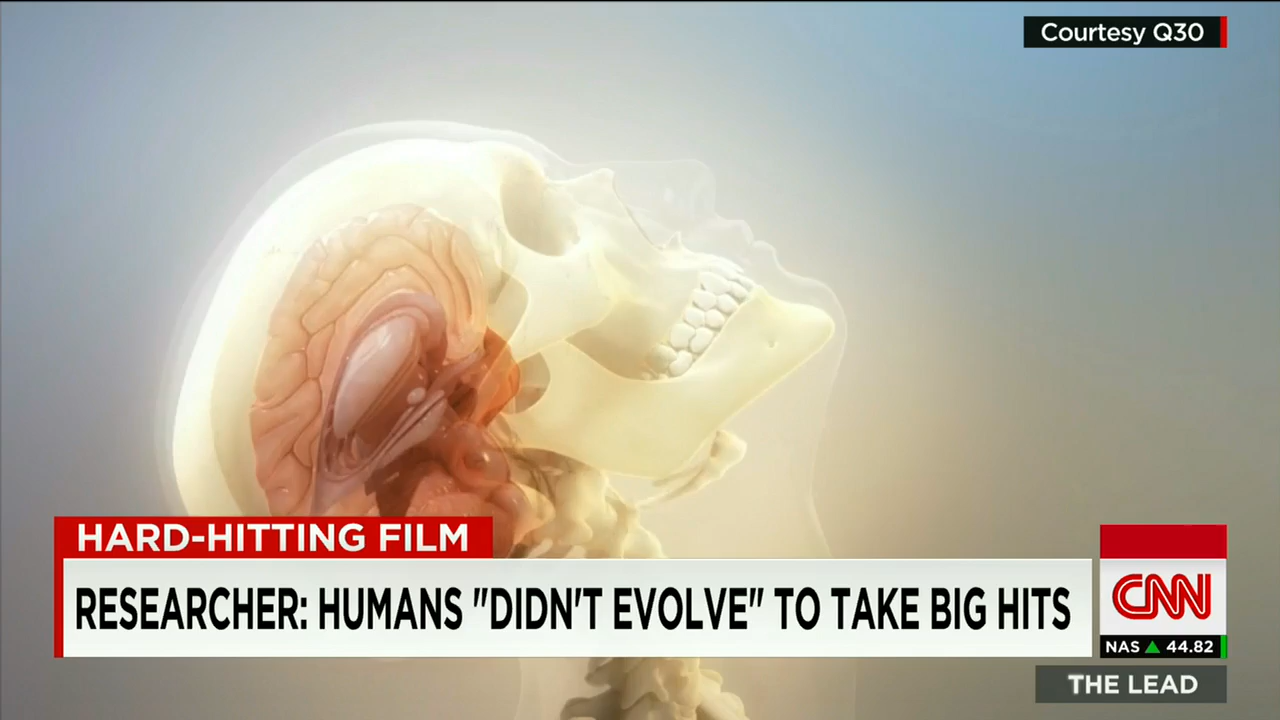 Courtesy Q30
HARD-HITTING FILM
RESEARCHER: HUMANS "DIDN'T EVOLVE" TO TAKE BIG HITS
CNN
NAS ▲ 44.82
THE LEAD